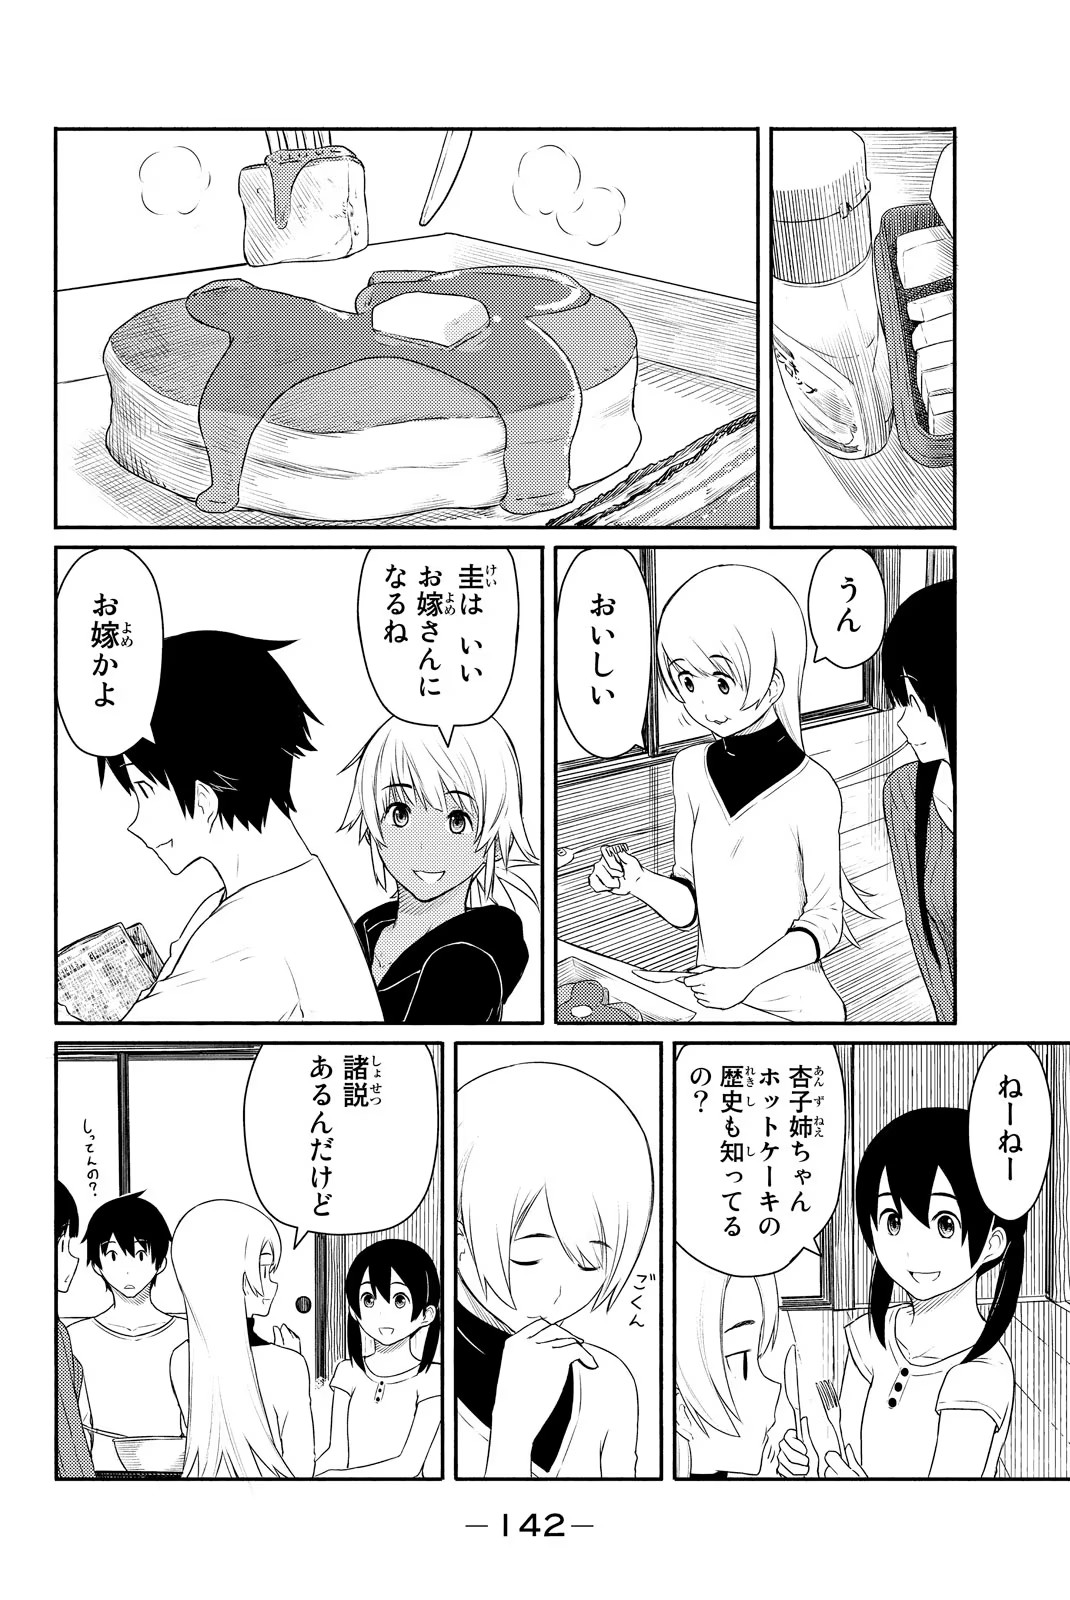 うん
おいしい
圭は いい
お嫁さんに
なるね
お嫁かよ
ねーねー
杏子姉ちゃん
ホットケーキの
歴史も知ってる
の?
ごくん
諸説
あるんだけど
しってんの?
—142—